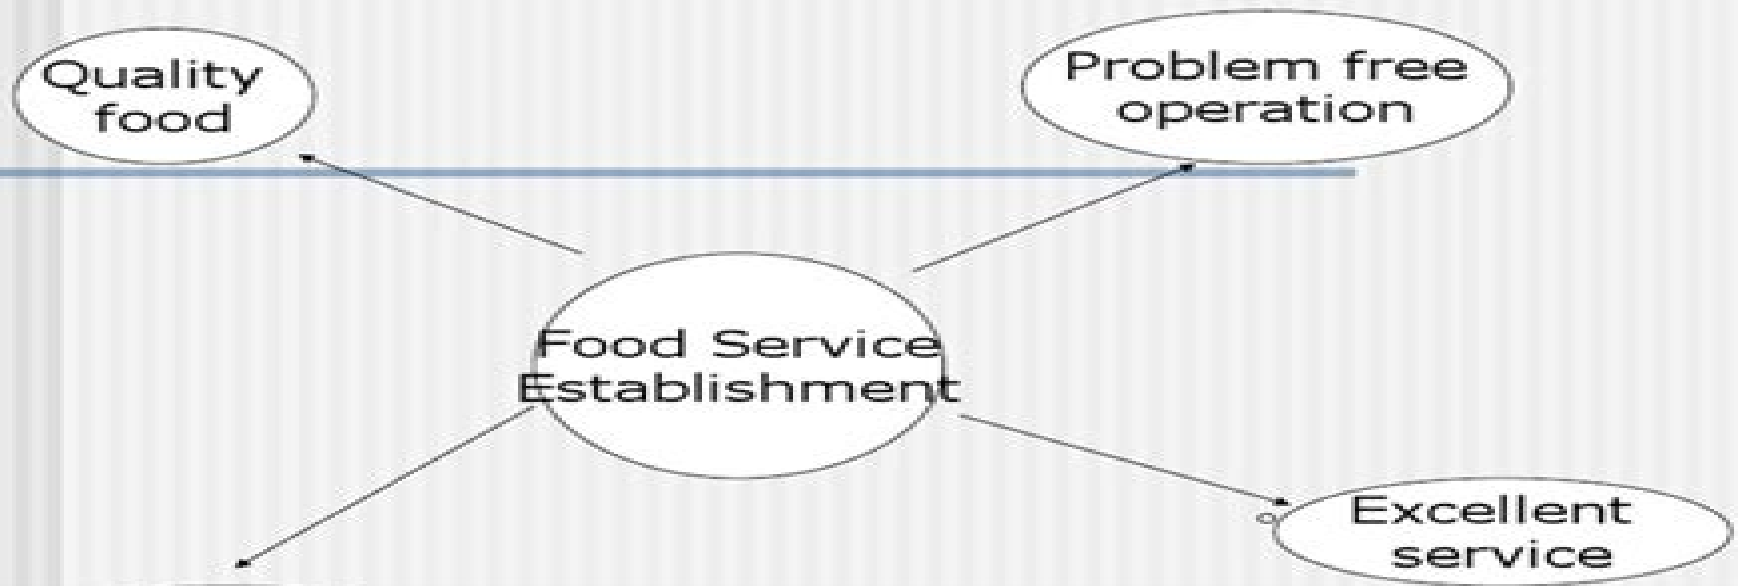 Quality
food
Problem free
operation
Food Service
Establishment
Excellent
service